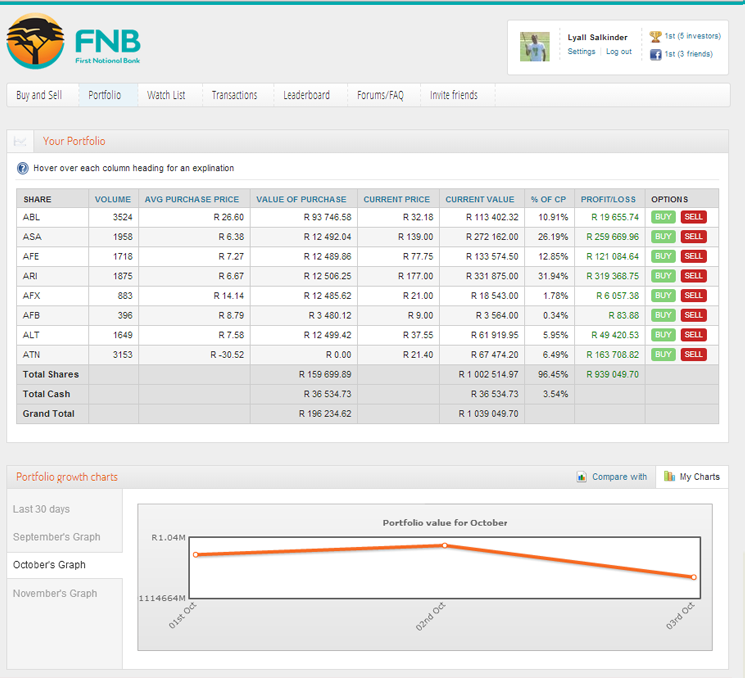 FNB
First National Bank
Lyall Salkinder
Settings | Log out
1st (5 investors)
1st (3 friends)
Buy and Sell Portfolio Watch List Transactions Leaderboard Forums/FAQ Invite friends
Your Portfolio
Hover over each column heading for an explination
SHARE VOLUME AVG PURCHASE PRICE VALUE OF PURCHASE CURRENT PRICE CURRENT VALUE % OF CP PROFIT/LOSS OPTIONS
ABL 3524 R 26.60 R 93 746.58 R 32.18 R 113 402.32 10.91% R 19 655.74 BUY SELL
ASA 1958 R 6.38 R 12 492.04 R 139.00 R 272 162.00 26.19% R 259 669.96 BUY SELL
AFE 1718 R 7.27 R 12 489.86 R 77.75 R 133 574.50 12.85% R 121 084.64 BUY SELL
ARI 1875 R 6.67 R 12 506.25 R 177.00 R 331 875.00 31.94% R 319 368.75 BUY SELL
AFX 883 R 14.14 R 12 485.62 R 21.00 R 18 543.00 1.78% R 6 057.38 BUY SELL
AFB 396 R 8.79 R 3 480.12 R 9.00 R 3 564.00 0.34% R 83.88 BUY SELL
ALT 1649 R 7.58 R 12 499.42 R 37.55 R 61 919.95 5.95% R 49 420.53 BUY SELL
ATN 3153 R -30.52 R 0.00 R 21.40 R 67 474.20 6.49% R 163 708.82 BUY SELL
Total Shares R 159 699.89 R 1 002 514.97 96.45% R 939 049.70
Total Cash R 36 534.73 R 36 534.73 3.54%
Grand Total R 196 234.62 R 1 039 049.70
Portfolio growth charts
Compare with
My Charts
Last 30 days
September's Graph
October's Graph
November's Graph
Portfolio value for October
R1.04M
1114664M
01st Oct
02nd Oct
03rd Oct